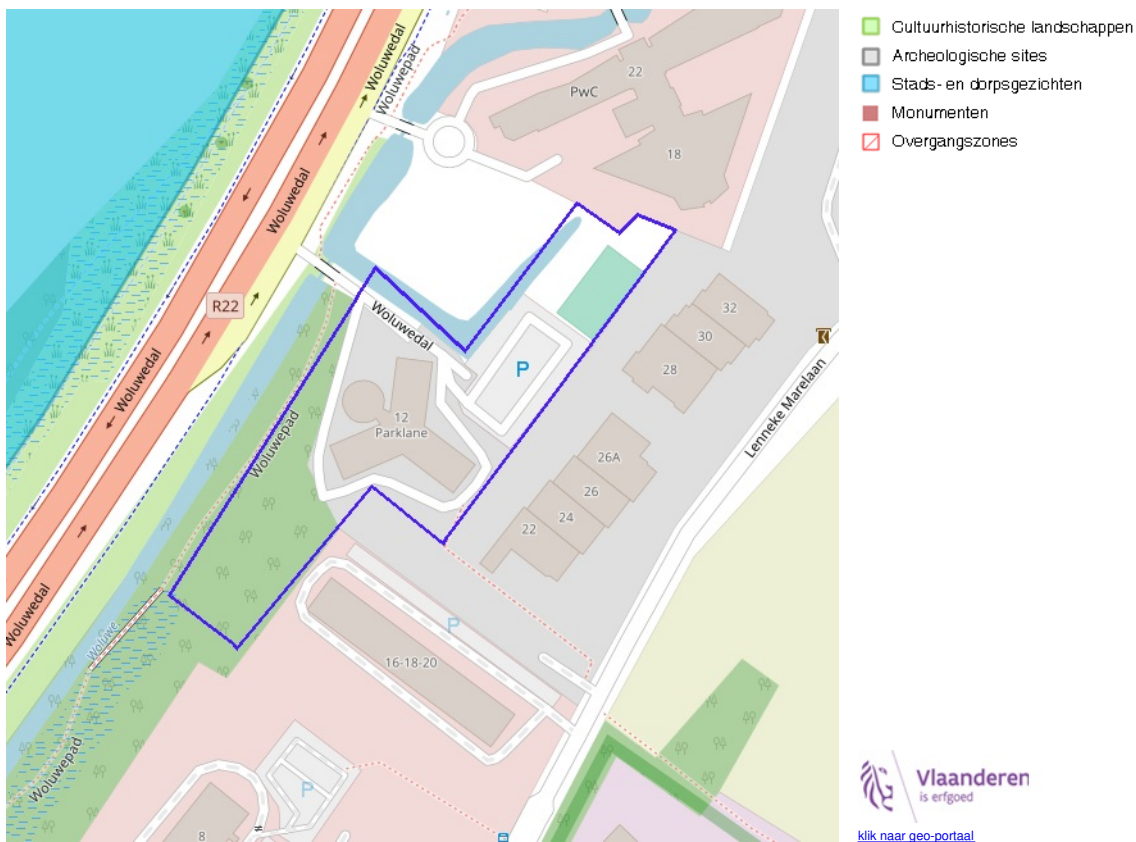 Cultuurhistorische landschappen
Archeologische sites
Stads- en dorpsgezichten
Monumenten
Overgangszones
Woluwedal
Woluwepad
22
PwC
18
Woluwedal
Woluwedal
R22
Woluwedal
32
30
28
Lenneke Marelaan
P
12
Parklane
Woluwepad
Woluwedal
26A
26
24
22
Woluwedal
Woluwe
P
16-18-20
Woluwepad
P
8
Vlaanderen
is erfgoed
klik naar geo-portaal